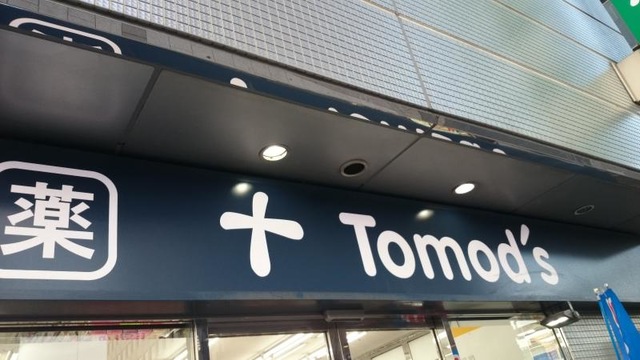 薬 Tomod's